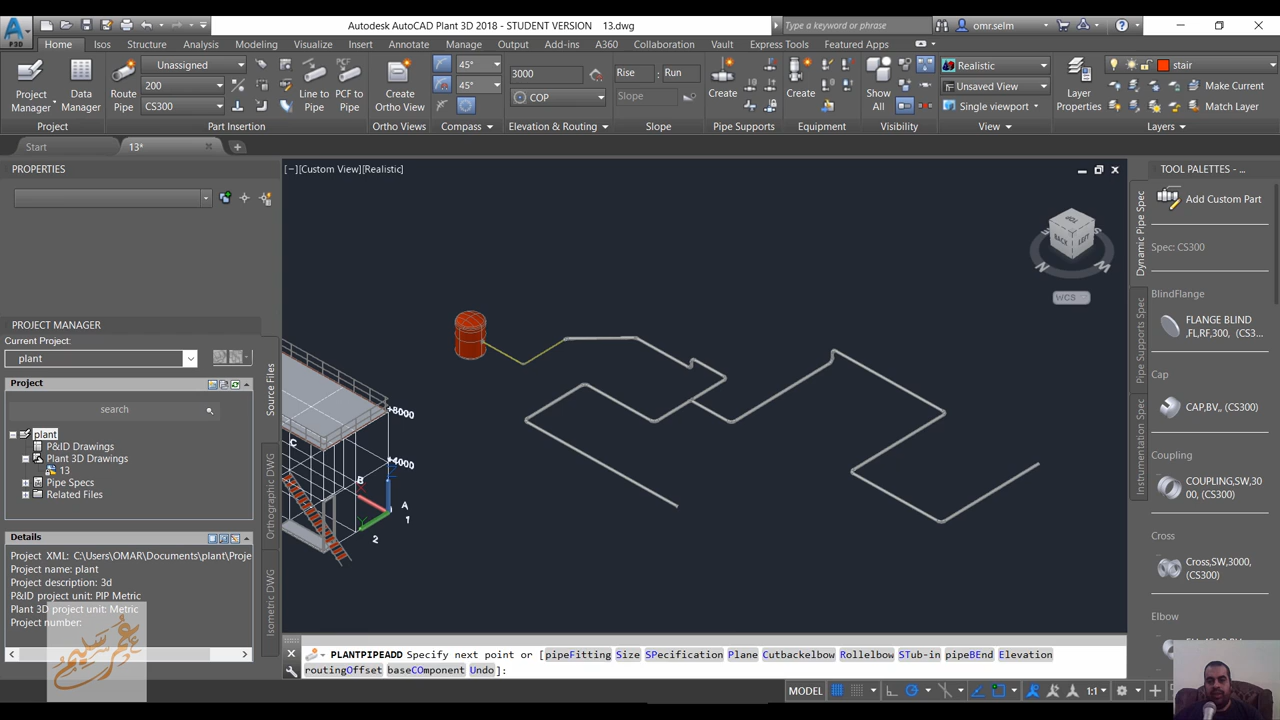 Autodesk AutoCAD Plant 3D 2018 - STUDENT VERSION 13.dwg
Type a keyword or phrase
omr.selm
P3D
Home Isos Structure Analysis Modeling Visualize Insert Annotate Manage Output Add-ins A360 Collaboration Vault Express Tools Featured Apps
Project Manager
Data Manager
Project
Route Pipe
Unassigned
200
CS300
Line to Pipe
PCF to Pipe
Part Insertion
Create Ortho View
Ortho Views
45°
45°
Compass
3000
COP
Elevation & Routing
Rise : Run
Slope
Slope
Create
Pipe Supports
Create
Equipment
Show All
Visibility
Realistic
Unsaved View
Single viewport
View
Layer Properties
stair
Make Current
Match Layer
Layers
Start
13*
PROPERTIES
[−][Custom View][Realistic]
TOOL PALETTES - ...
PROJECT MANAGER
Current Project:
plant
Project
search
plant
P&ID Drawings
Plant 3D Drawings
13
Pipe Specs
Related Files
Details
Project XML: C:\Users\OMAR\Documents\plant\Proje
Project name: plant
Project description: 3d
P&ID project unit: PIP Metric
Plant 3D project unit: Metric
Project number:
عمر سليم
Source Files
Orthographic DWG
Isometric DWG
+8000
+4000
C
B
A
1
2
TOP
BACK
LEFT
N
W
WCS
Dynamic Pipe Spec
Pipe Supports Spec
Instrumentation Spec
Add Custom Part
Spec: CS300
BlindFlange
FLANGE BLIND
,FL,RF,300, (CS3...
Cap
CAP,BV,, (CS300)
Coupling
COUPLING,SW,30
00, (CS300)
Cross
Cross,SW,3000,
(CS300)
Elbow
PLANTPIPEADD Specify next point or [pipeFitting Size SPecification Plane Cutbackelbow Rollelbow STub-in pipeBEnd Elevation
routingOffset baseCOmponent Undo]:
MODEL
1:1